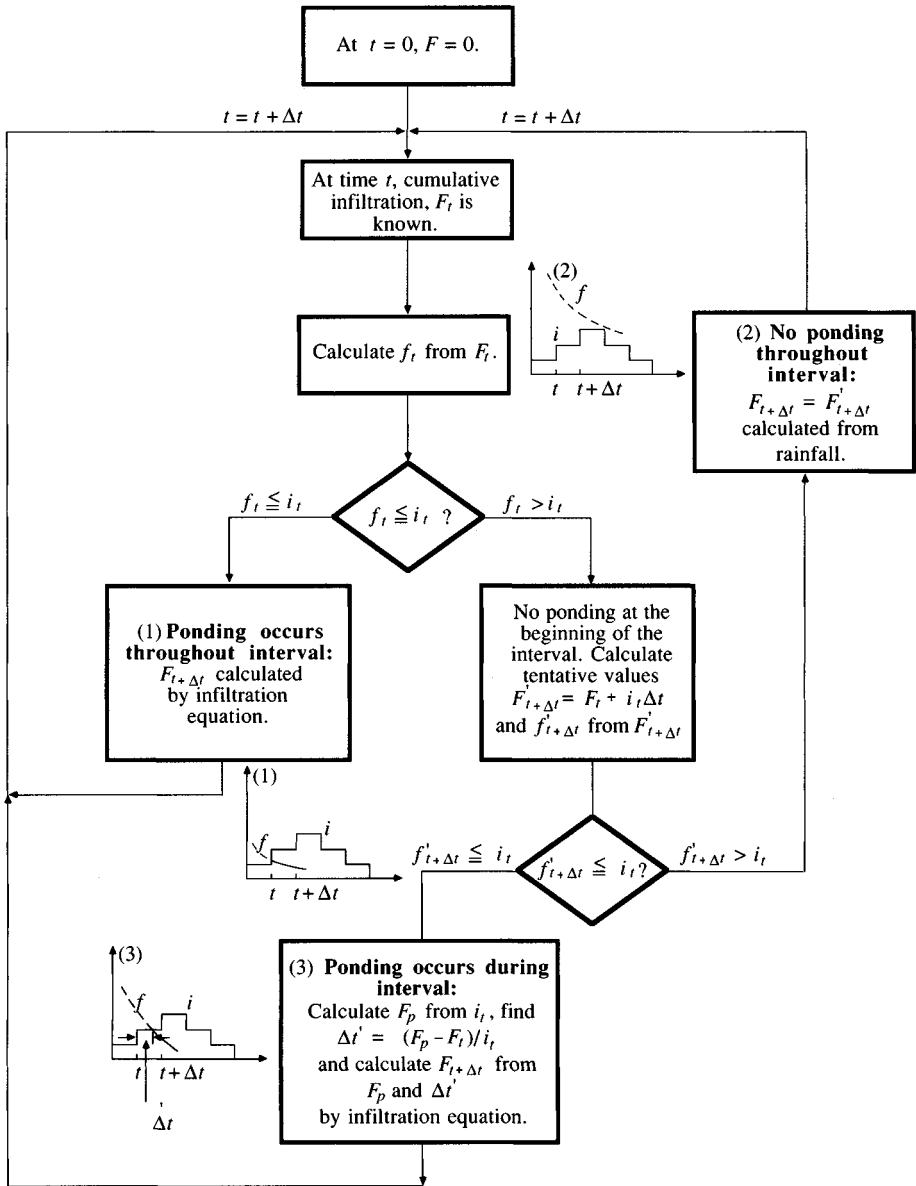 At t = 0, F = 0.
t = t + Δt
t = t + Δt
At time t, cumulative
infiltration, F_t is
known.
Calculate f_t from F_t.
(2)
f
i
t
t + Δt
(2) No ponding
throughout
interval:
F_{t + Δt} = F'_{t + Δt}
calculated from
rainfall.
f_t ≦ i_t
f_t ≦ i_t ?
f_t > i_t
(1) Ponding occurs
throughout interval:
F_{t + Δt} calculated
by infiltration
equation.
No ponding at the
beginning of the
interval. Calculate
tentative values
F'_{t + Δt} = F_t + i_t Δt
and f'_{t + Δt} from F'_{t + Δt}
(1)
f
i
t
t + Δt
f'_{t + Δt} ≦ i_t
f'_{t + Δt} ≦ i_t?
f'_{t + Δt} > i_t
(3)
f
i
t
t + Δt
Δt'
(3) Ponding occurs during
interval:
Calculate F_p from i_t, find
Δt' = (F_p − F_t)/i_t
and calculate F_{t + Δt} from
F_p and Δt'
by infiltration equation.